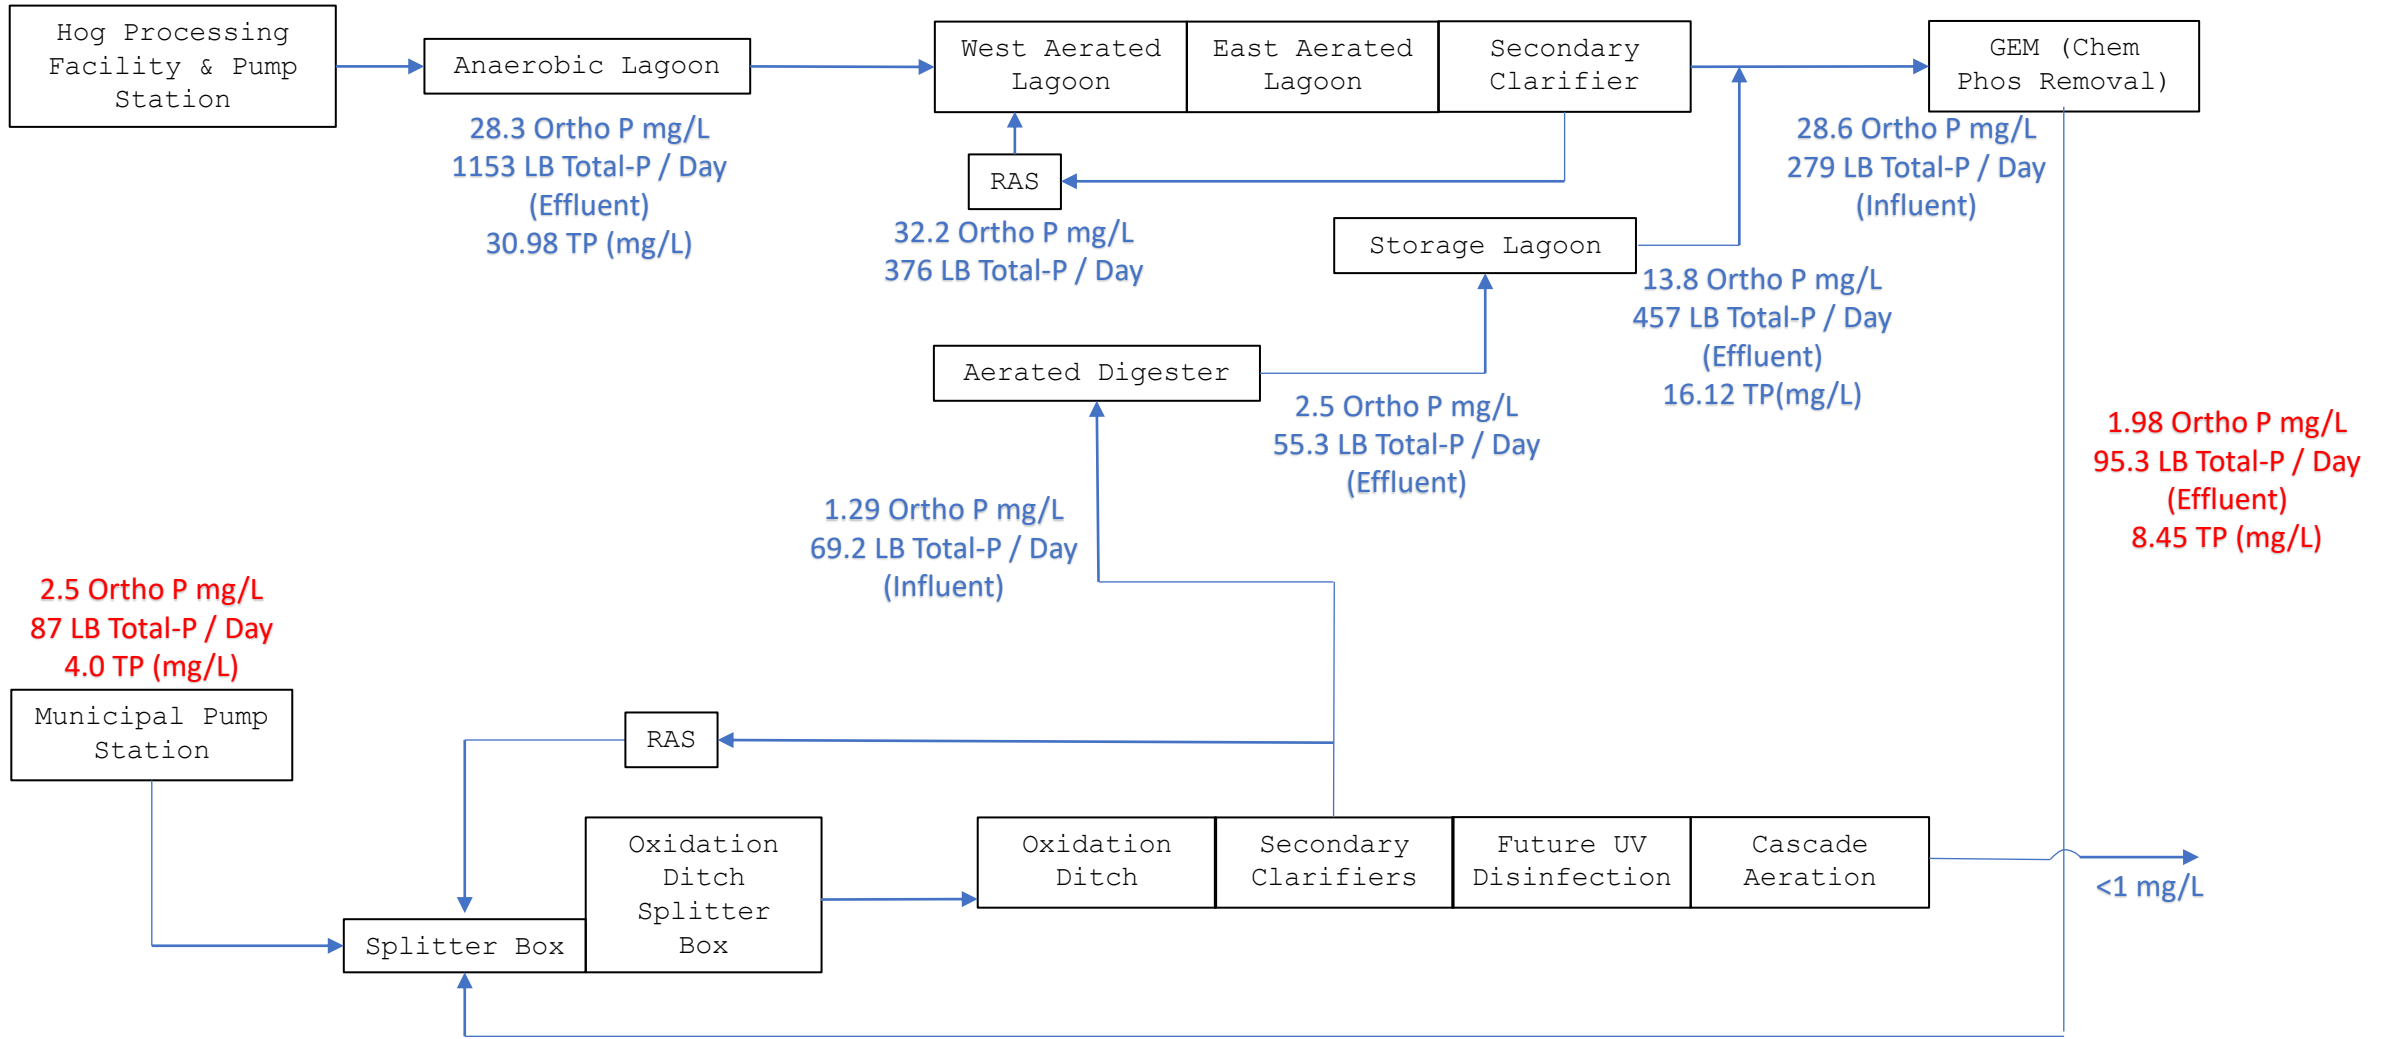 Hog Processing
Facility & Pump
Station
Anaerobic Lagoon
28.3 Ortho P mg/L
1153 LB Total-P / Day
(Effluent)
30.98 TP (mg/L)
West Aerated
Lagoon
East Aerated
Lagoon
Secondary
Clarifier
GEM (Chem
Phos Removal)
28.6 Ortho P mg/L
279 LB Total-P / Day
(Influent)
RAS
32.2 Ortho P mg/L
376 LB Total-P / Day
Storage Lagoon
13.8 Ortho P mg/L
457 LB Total-P / Day
(Effluent)
16.12 TP(mg/L)
Aerated Digester
2.5 Ortho P mg/L
55.3 LB Total-P / Day
(Effluent)
1.98 Ortho P mg/L
95.3 LB Total-P / Day
(Effluent)
8.45 TP (mg/L)
1.29 Ortho P mg/L
69.2 LB Total-P / Day
(Influent)
2.5 Ortho P mg/L
87 LB Total-P / Day
4.0 TP (mg/L)
Municipal Pump
Station
RAS
Splitter Box
Oxidation
Ditch
Splitter
Box
Oxidation
Ditch
Secondary
Clarifiers
Future UV
Disinfection
Cascade
Aeration
<1 mg/L